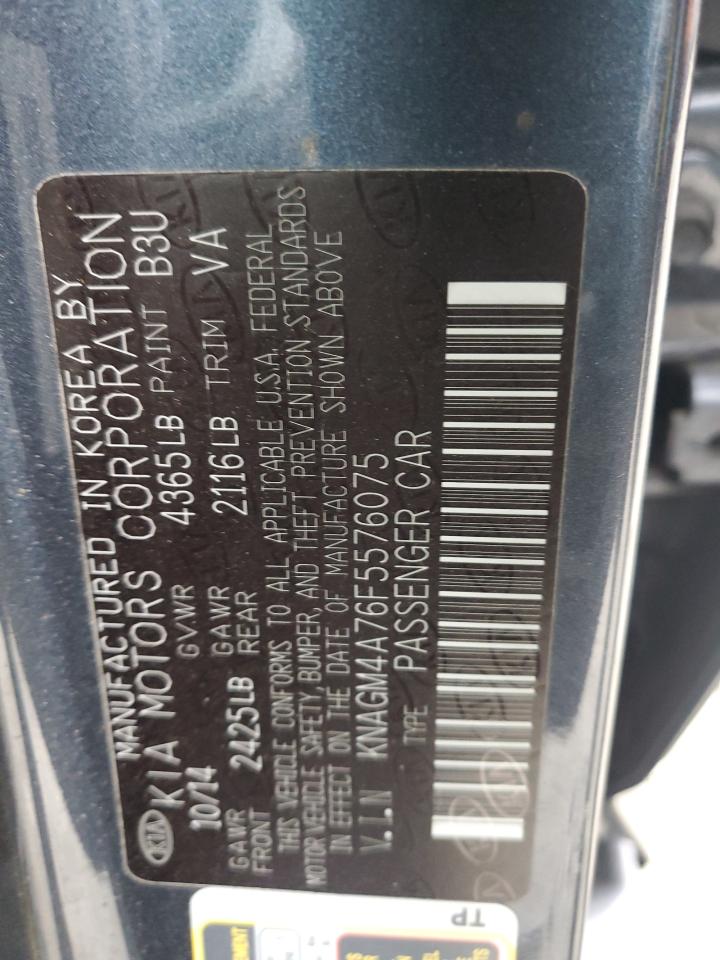 MANUFACTURED IN KOREA BY
KIA KIA MOTORS CORPORATION
10/14 GVWR 4365LB PAINT B3U
GAWR FRONT 2425LB GAWR REAR 2116LB TRIM VA
THIS VEHICLE CONFORMS TO ALL APPLICABLE U.S.A. FEDERAL
MOTOR VEHICLE SAFETY, BUMPER, AND THEFT PREVENTION STANDARDS
IN EFFECT ON THE DATE OF MANUFACTURE SHOWN ABOVE
V.I.N KNAGM4A76F5576075
TYPE PASSENGER CAR
TP